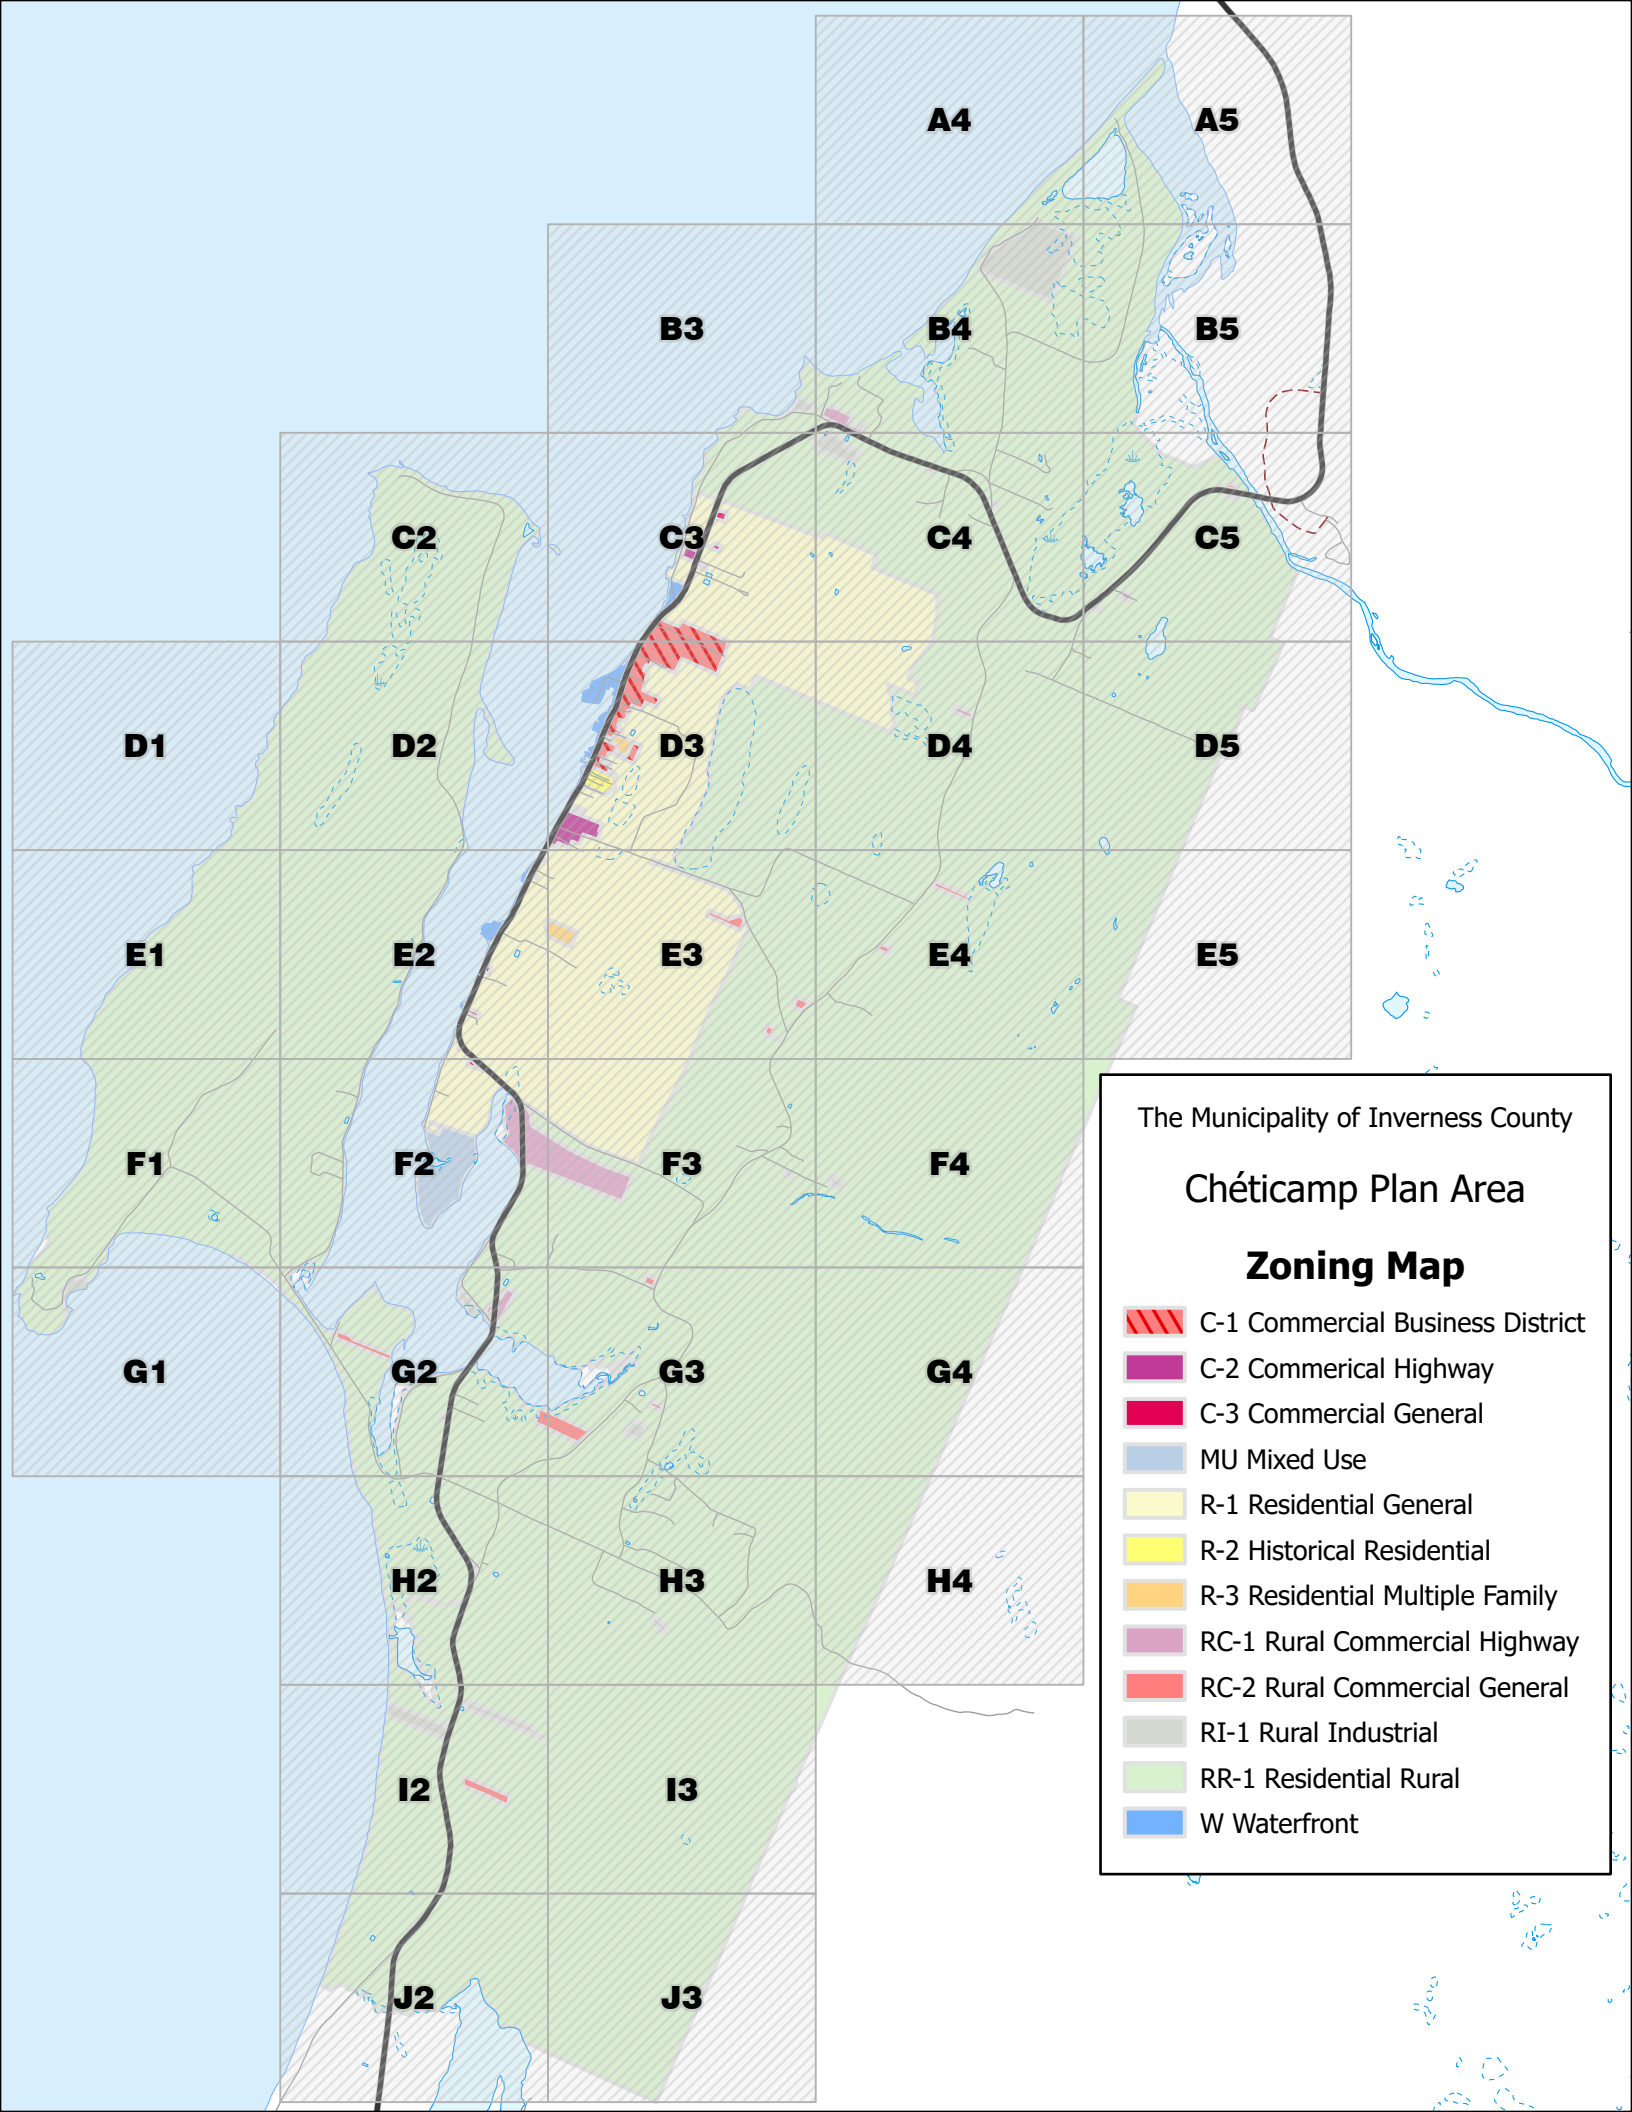 A4
A5
B3
B4
B5
C2
C3
C4
C5
D1
D2
D3
D4
D5
E1
E2
E3
E4
E5
F1
F2
F3
F4
G1
G2
G3
G4
H2
H3
H4
I2
I3
J2
J3
The Municipality of Inverness County
Chéticamp Plan Area
Zoning Map
C-1 Commercial Business District
C-2 Commerical Highway
C-3 Commercial General
MU Mixed Use
R-1 Residential General
R-2 Historical Residential
R-3 Residential Multiple Family
RC-1 Rural Commercial Highway
RC-2 Rural Commercial General
RI-1 Rural Industrial
RR-1 Residential Rural
W Waterfront